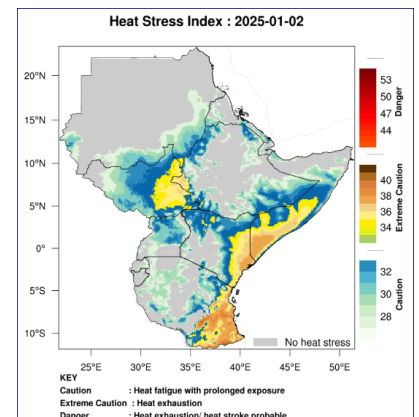 Heat Stress Index : 2025-01-02
20°N
15°N
10°N
5°N
0°
5°S
10°S
25°E 30°E 35°E 40°E 45°E 50°E
No heat stress
53
50
47
44
Danger
40
38
36
34
Extreme Caution
32
30
28
Caution
KEY
Caution : Heat fatigue with prolonged exposure
Extreme Caution : Heat exhaustion
Danger : Heat exhaustion/ heat stroke probable